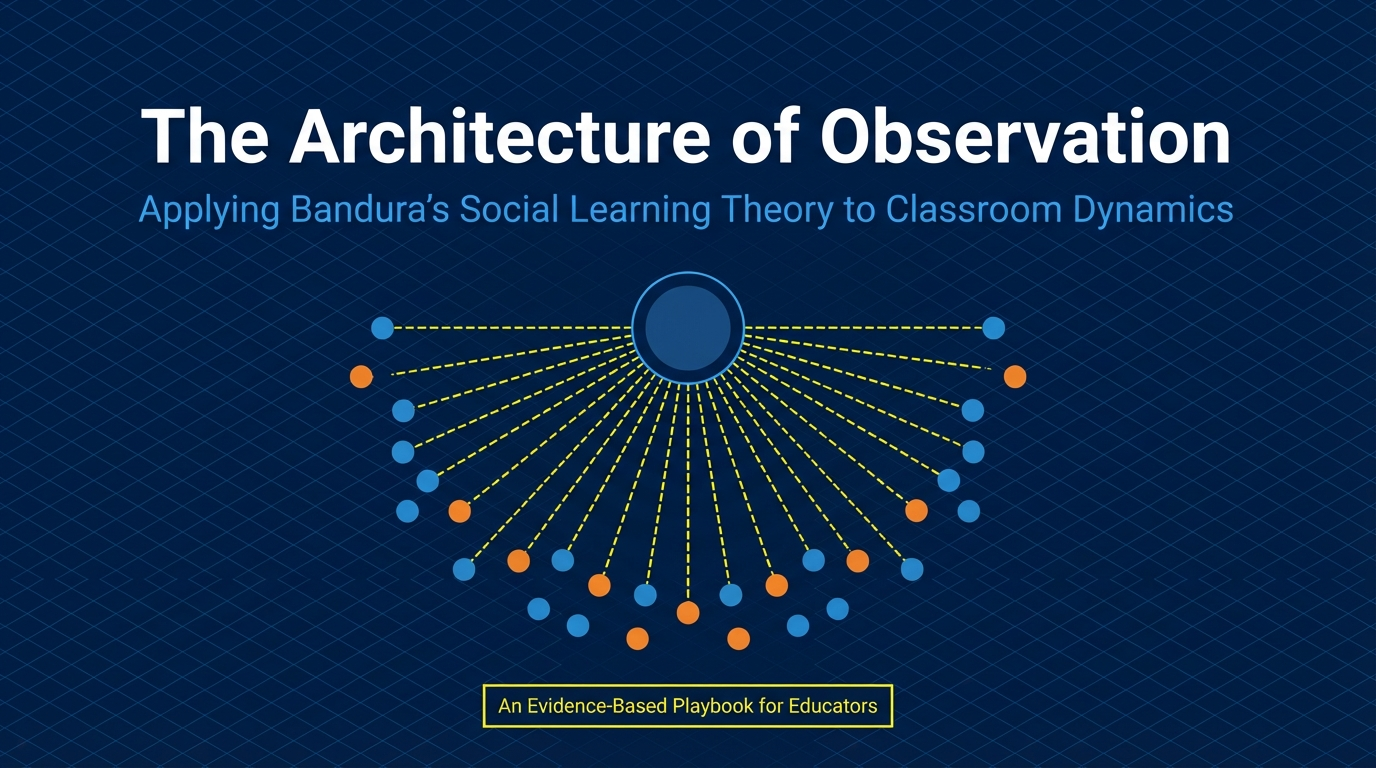 The Architecture of Observation
Applying Bandura’s Social Learning Theory to Classroom Dynamics
An Evidence-Based Playbook for Educators